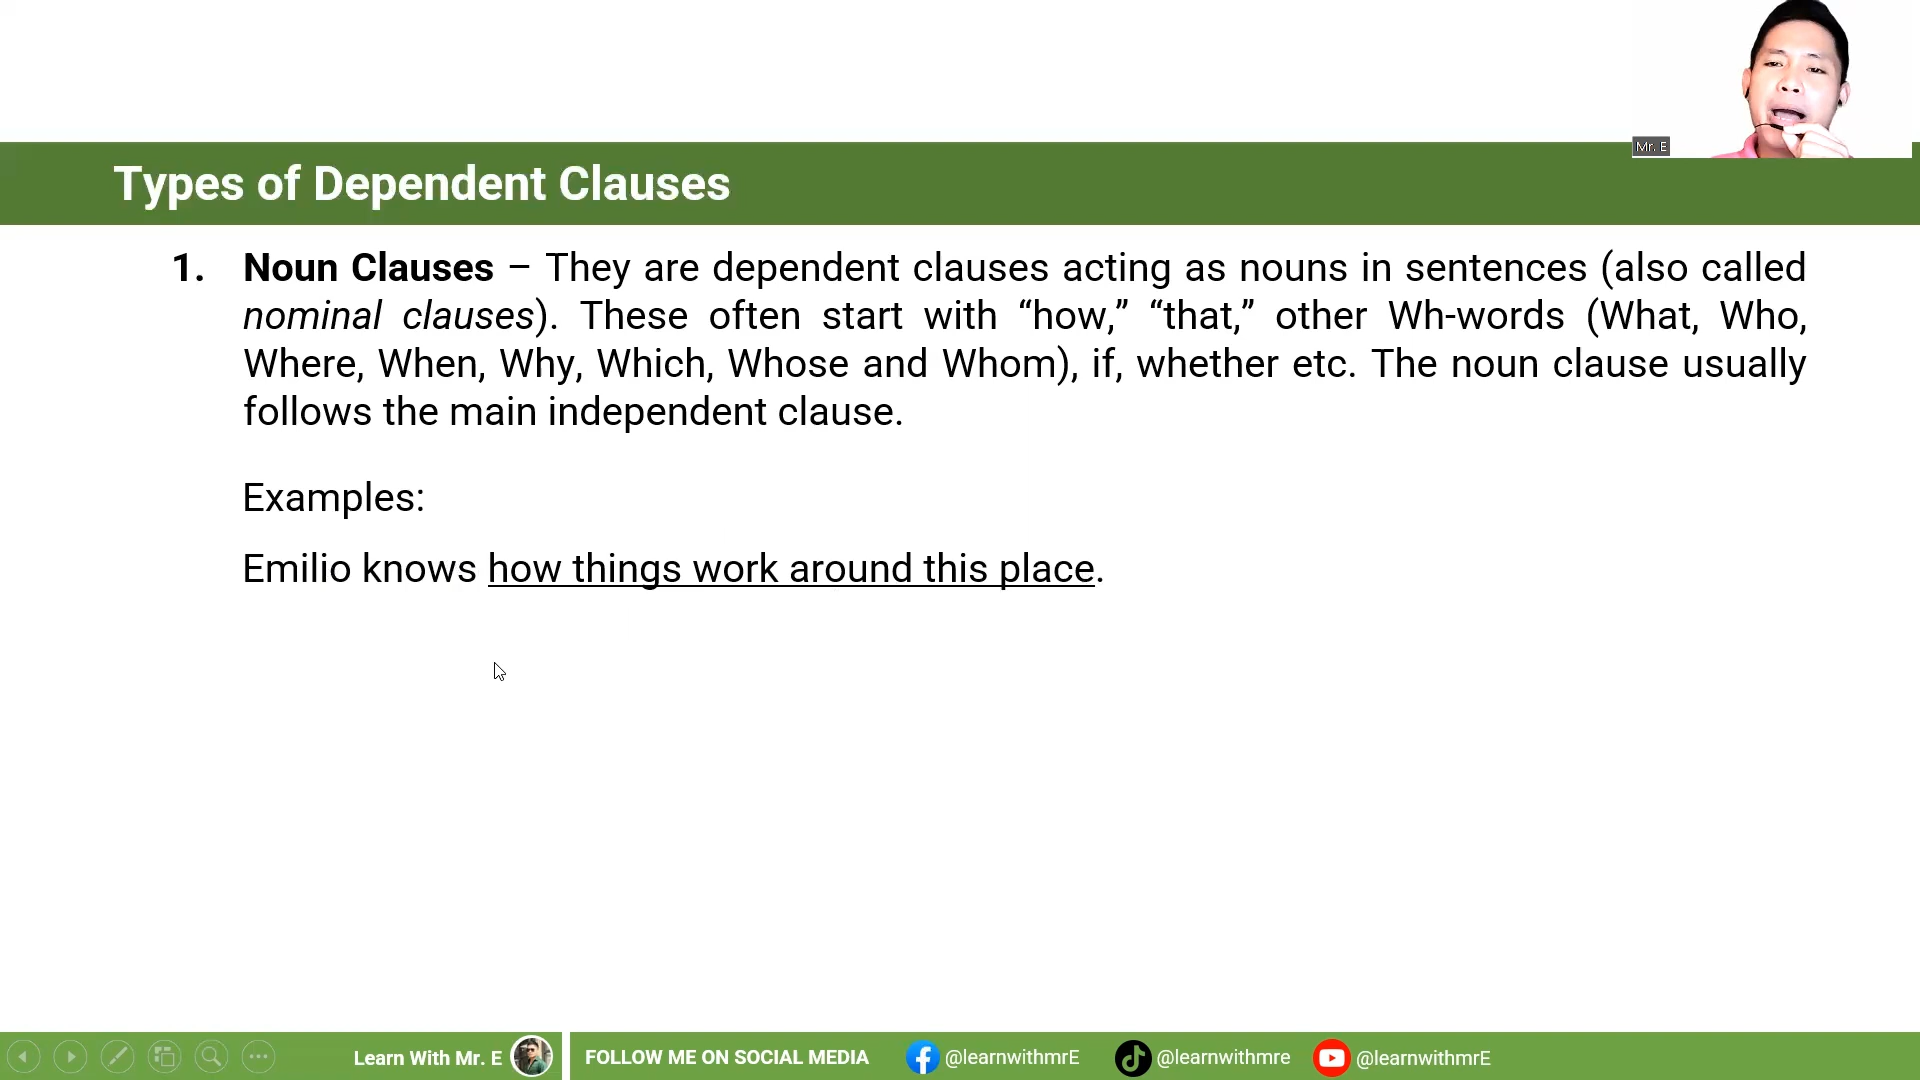 Mr. E
Types of Dependent Clauses
1. Noun Clauses – They are dependent clauses acting as nouns in sentences (also called
nominal clauses). These often start with “how,” “that,” other Wh-words (What, Who,
Where, When, Why, Which, Whose and Whom), if, whether etc. The noun clause usually
follows the main independent clause.
Examples:
Emilio knows how things work around this place.
Learn With Mr. E FOLLOW ME ON SOCIAL MEDIA @learnwithmrE @learnwithmre @learnwithmrE